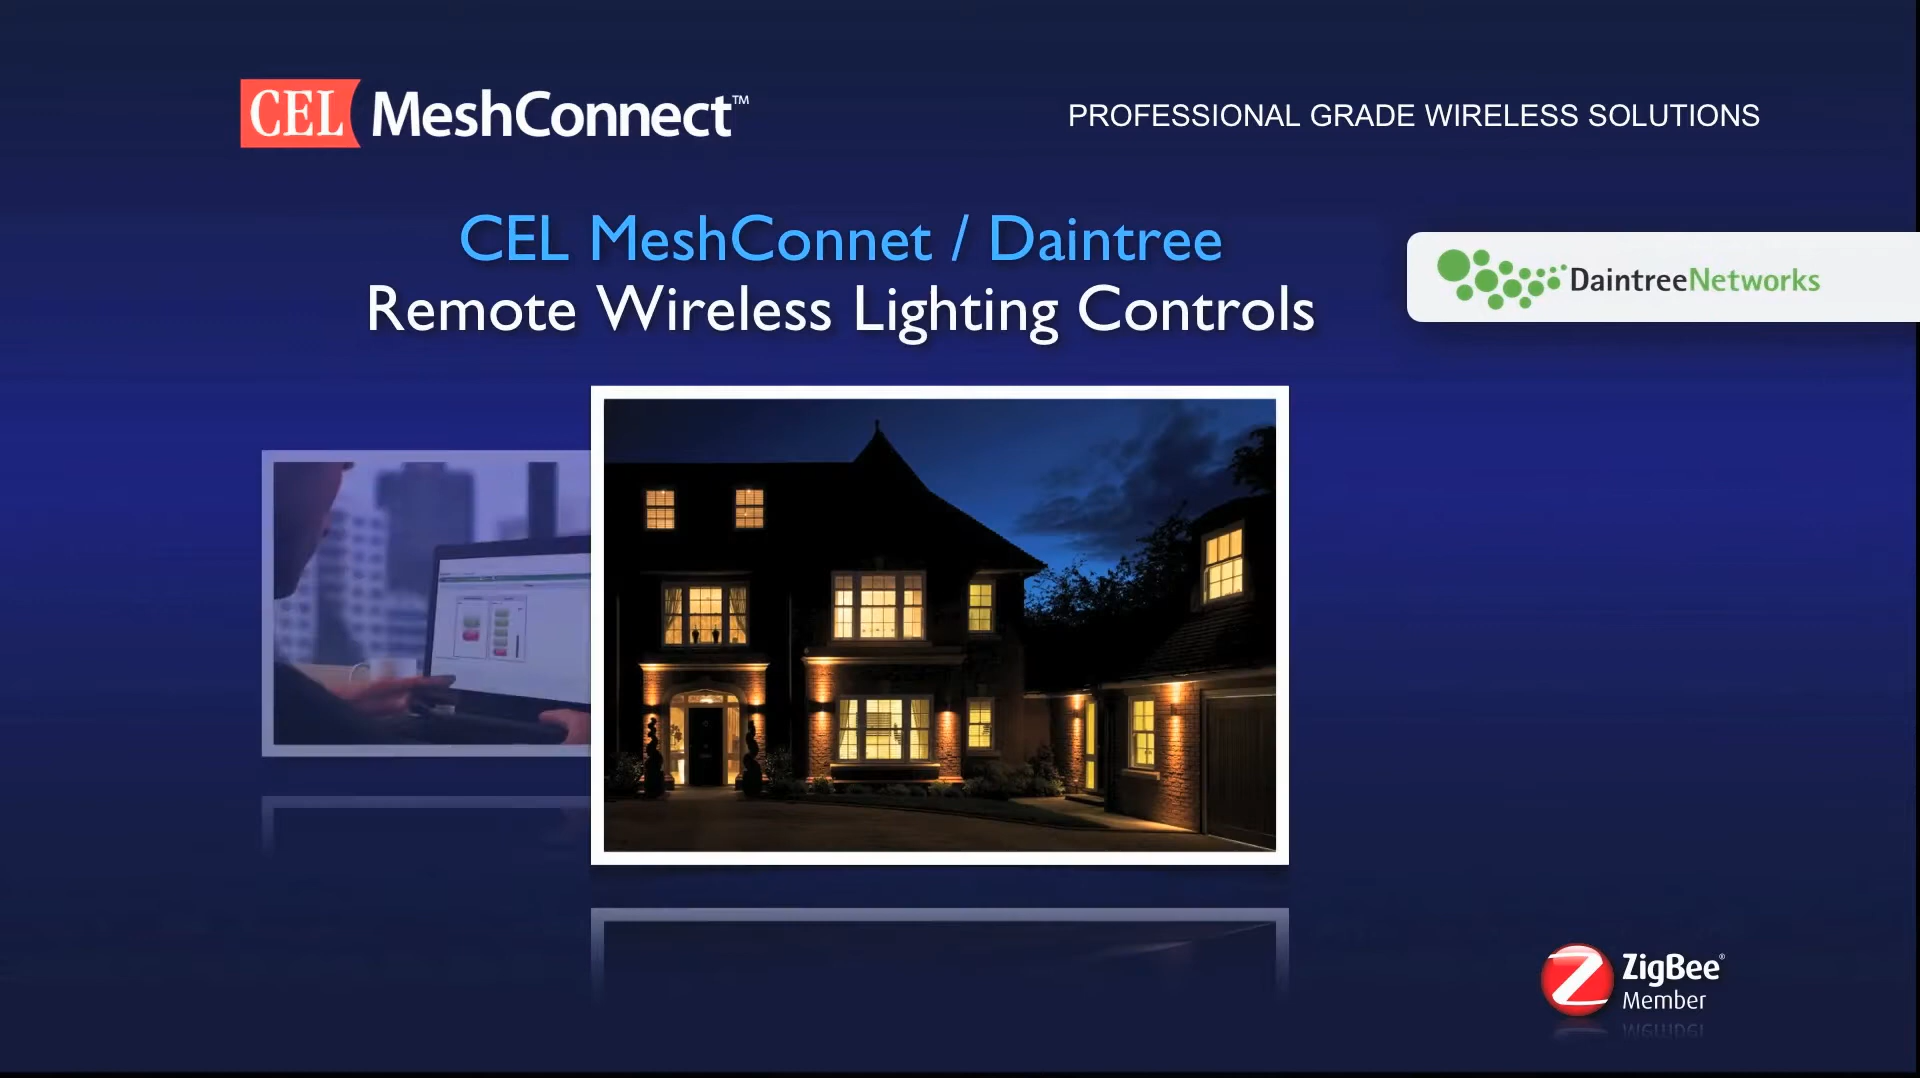 CEL MeshConnect™
PROFESSIONAL GRADE WIRELESS SOLUTIONS
CEL MeshConnet / Daintree
Remote Wireless Lighting Controls
DaintreeNetworks
ZigBee®
Member